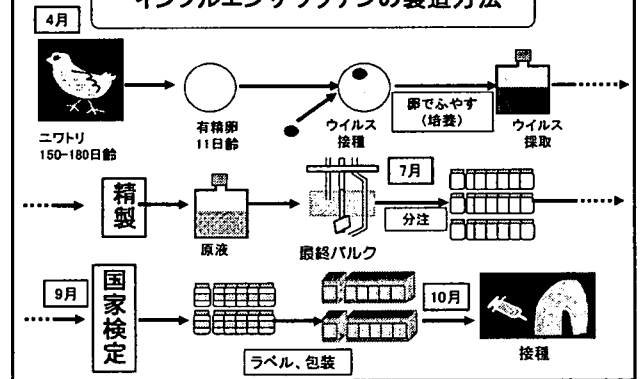 インフルエンザワクチンの製造方法
4月
ニワトリ
150-180日齢
有精卵
11日齢
ウイルス
接種
卵でふやす
(培養)
ウイルス
採取
精製
原液
最終バルク
7月
分注
9月
国家検定
ラベル、包装
10月
接種